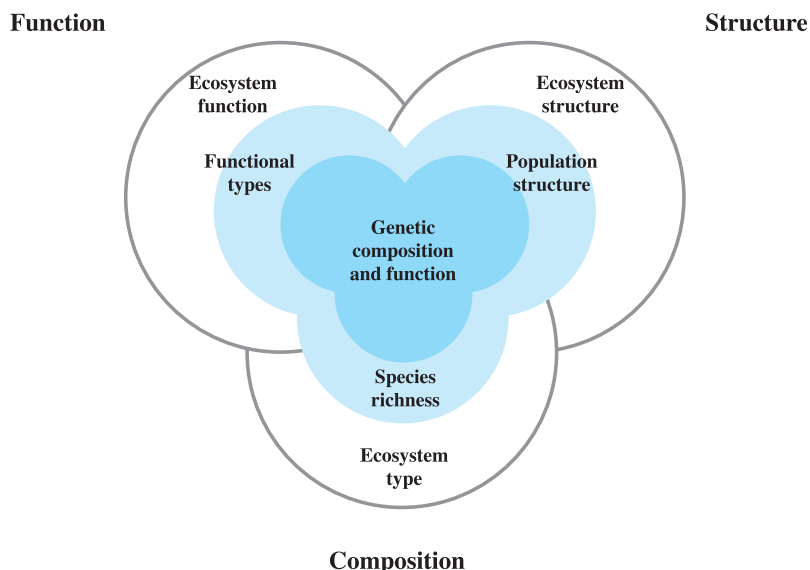 Function
Structure
Ecosystem
function
Ecosystem
structure
Functional
types
Population
structure
Genetic
composition
and function
Species
richness
Ecosystem
type
Composition